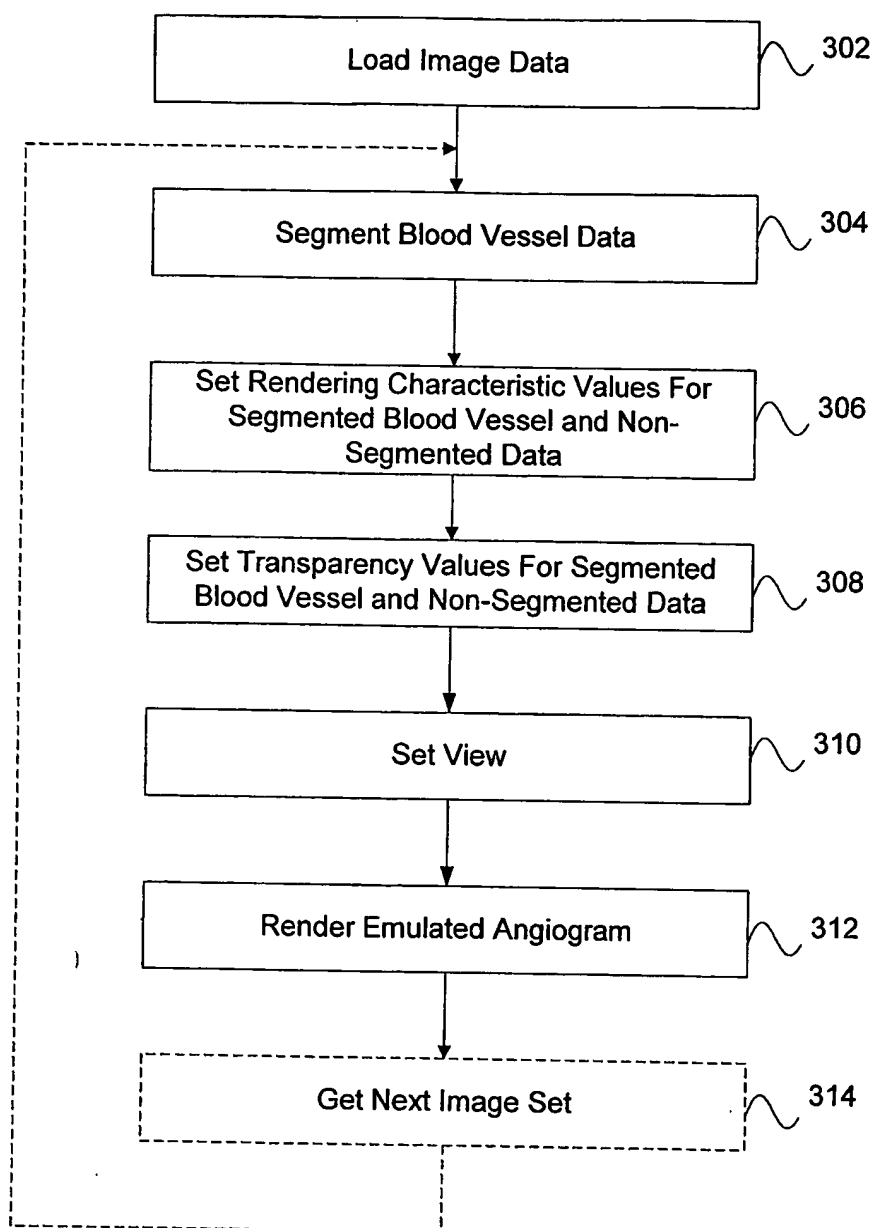 Load Image Data
302
Segment Blood Vessel Data
304
Set Rendering Characteristic Values For
Segmented Blood Vessel and Non-
Segmented Data
306
Set Transparency Values For Segmented
Blood Vessel and Non-Segmented Data
308
Set View
310
Render Emulated Angiogram
312
Get Next Image Set
314